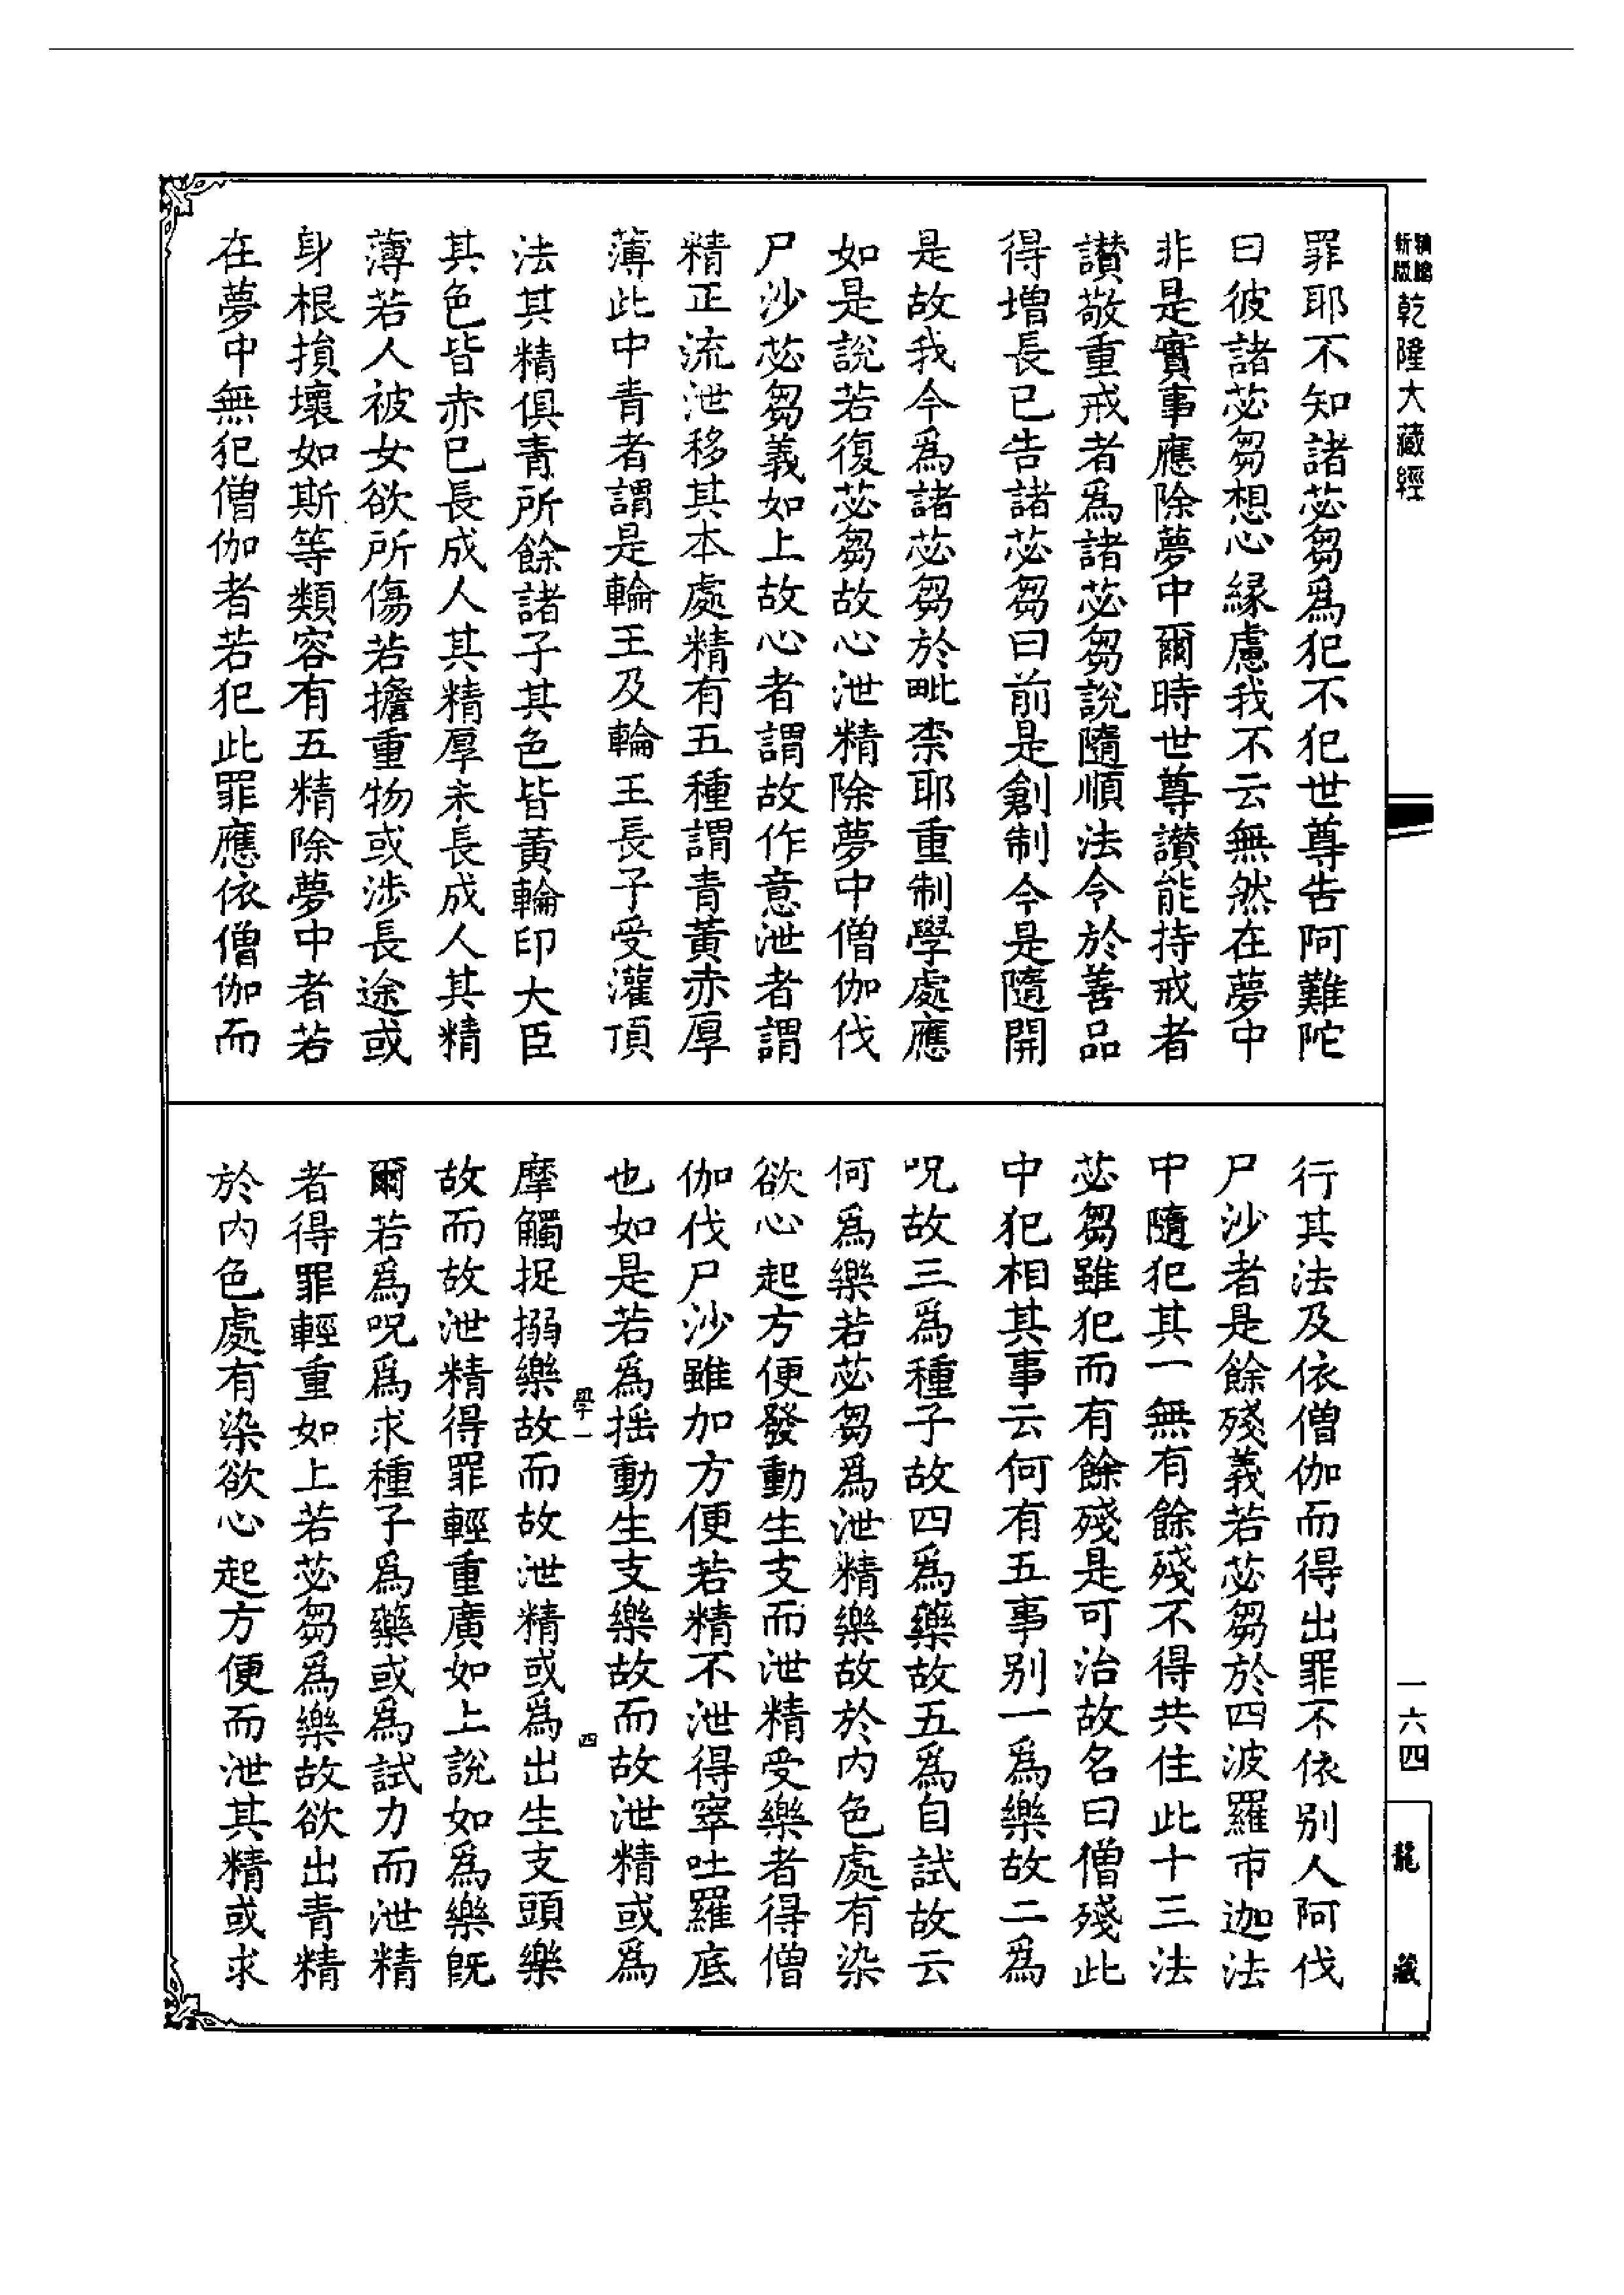 新版
乾隆大藏經
罪耶不知諸苾芻爲犯不犯世尊告阿難陀
曰彼諸苾芻想心緣慮我不云無然在夢中
非是實事應除夢中爾時世尊讃能持戒者
讃敬重戒者爲諸苾芻說隨順法令於善品
得增長已告諸苾芻曰前是創制今是隨開
是故我今爲諸苾芻於毗柰耶重制學處應
如是說若復苾芻故心泄精除夢中僧伽伐
尸沙苾芻義如上故心者謂故作意泄者謂
精正流泄移其本處精有五種謂青黃赤厚
薄此中青者謂是輪王及輪王長子受灌頂
法其精俱青所餘諸子其色皆黃輪印大臣
其色皆赤已長成人其精厚未長成人其精
薄若人被女欲所傷若擔重物或涉長途或
身根損壞如斯等類容有五精除夢中者若
在夢中無犯僧伽者若犯此罪應依僧伽而
行其法及依僧伽而得出罪不依別人阿伐
尸沙者是餘殘義若苾芻於四波羅市迦法
中隨犯其一無有餘殘不得共住此十三法
苾芻雖犯而有餘殘是可治故名曰僧殘此
中犯相其事云何有五事別一爲樂故二爲
呪故三爲種子故四爲藥故五爲自試故云
何爲樂若苾芻爲泄精樂故於內色處有染
欲心起方便發動生支而泄精受樂者得僧
伽伐尸沙雖加方便若精不泄得窣吐羅底
也如是若爲搖動生支樂故而故泄精或爲
學一
四
摩觸捉搦樂故而故泄精或爲出生支頭樂
故而故泄精得罪輕重廣如上說如爲樂旣
爾若爲呪爲求種子爲藥或爲試力而泄精
者得罪輕重如上若苾芻爲樂故欲出青精
於內色處有染欲心起方便而泄其精或求
一六四
龍藏